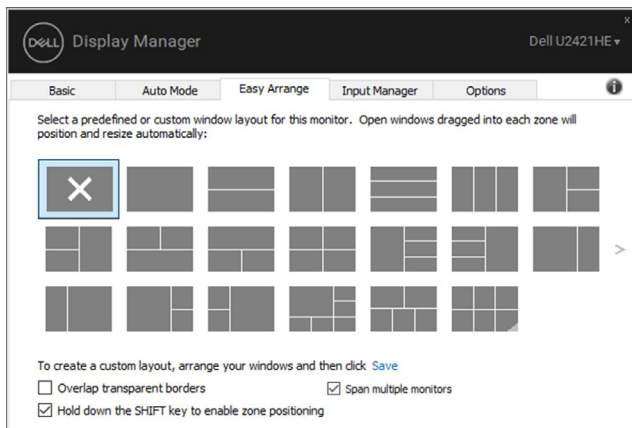 DELL Display Manager
x
Dell U2421HE
Basic Auto Mode Easy Arrange Input Manager Options
Select a predefined or custom window layout for this monitor. Open windows dragged into each zone will
position and resize automatically:
To create a custom layout, arrange your windows and then click Save
Overlap transparent borders Span multiple monitors
Hold down the SHIFT key to enable zone positioning